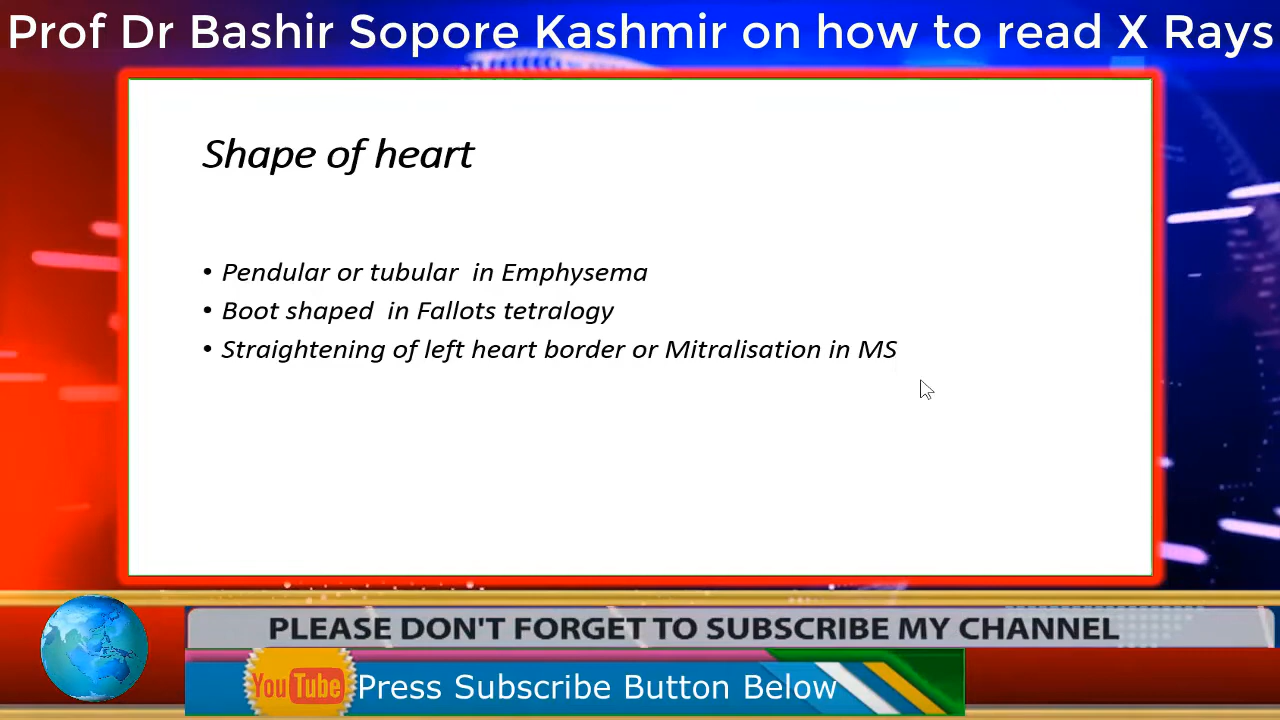 Prof Dr Bashir Sopore Kashmir on how to read X Rays
Shape of heart
• Pendular or tubular in Emphysema
• Boot shaped in Fallots tetralogy
• Straightening of left heart border or Mitralisation in MS
PLEASE DON'T FORGET TO SUBSCRIBE MY CHANNEL
YouTube Press Subscribe Button Below